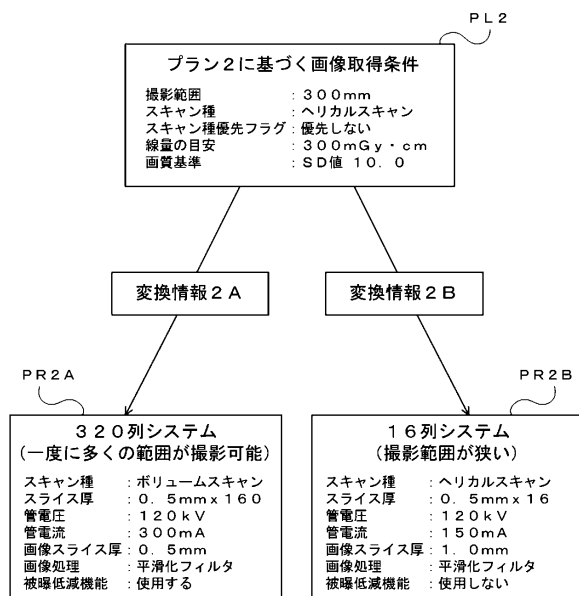 PL2
プラン2に基づく画像取得条件
撮影範囲 :300mm
スキャン種 :ヘリカルスキャン
スキャン種優先フラグ:優先しない
線量の目安 :300mGy・cm
画質基準 :SD値 10.0
変換情報2A
変換情報2B
PR2A
320列システム
(一度に多くの範囲が撮影可能)
スキャン種 :ボリュームスキャン
スライス厚 :0.5mmx160
管電圧 :120kV
管電流 :300mA
画像スライス厚:0.5mm
画像処理 :平滑化フィルタ
被曝低減機能 :使用する
PR2B
16列システム
(撮影範囲が狭い)
スキャン種 :ヘリカルスキャン
スライス厚 :0.5mmx16
管電圧 :120kV
管電流 :150mA
画像スライス厚:1.0mm
画像処理 :平滑化フィルタ
被曝低減機能 :使用しない